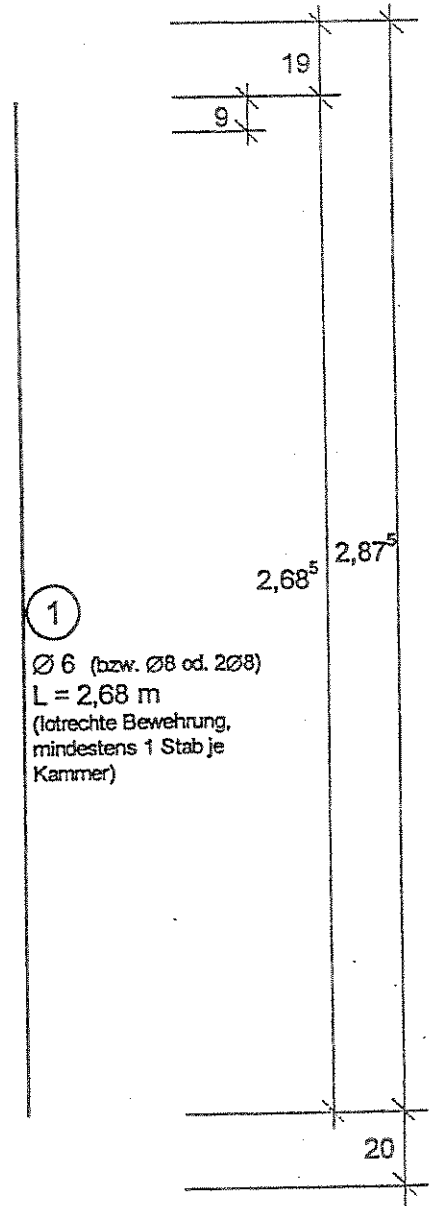 19
9
2,68⁵
2,87⁵
1
Ø 6 (bzw. Ø8 od. 2Ø8)
L = 2,68 m
(lotrechte Bewehrung,
mindestens 1 Stab je
Kammer)
20